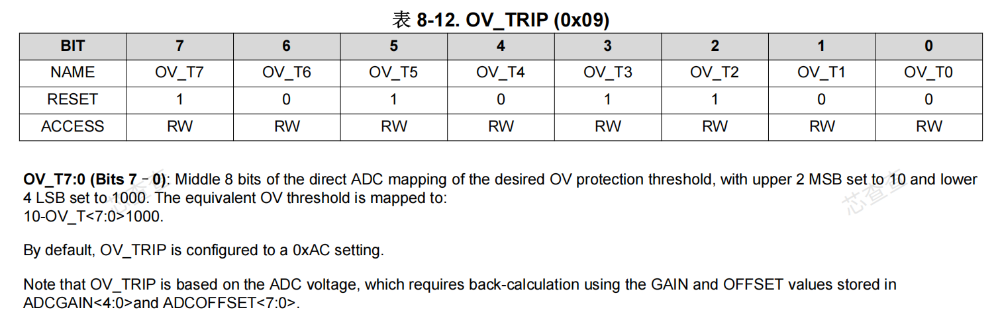 表 8-12. OV_TRIP (0x09)
BIT 7 6 5 4 3 2 1 0
NAME OV_T7 OV_T6 OV_T5 OV_T4 OV_T3 OV_T2 OV_T1 OV_T0
RESET 1 0 1 0 1 1 0 0
ACCESS RW RW RW RW RW RW RW RW
OV_T7:0 (Bits 7–0): Middle 8 bits of the direct ADC mapping of the desired OV protection threshold, with upper 2 MSB set to 10 and lower
4 LSB set to 1000. The equivalent OV threshold is mapped to:
10-OV_T<7:0>1000.
By default, OV_TRIP is configured to a 0xAC setting.
Note that OV_TRIP is based on the ADC voltage, which requires back-calculation using the GAIN and OFFSET values stored in
ADCGAIN<4:0>and ADCOFFSET<7:0>.
芯查查
芯查查